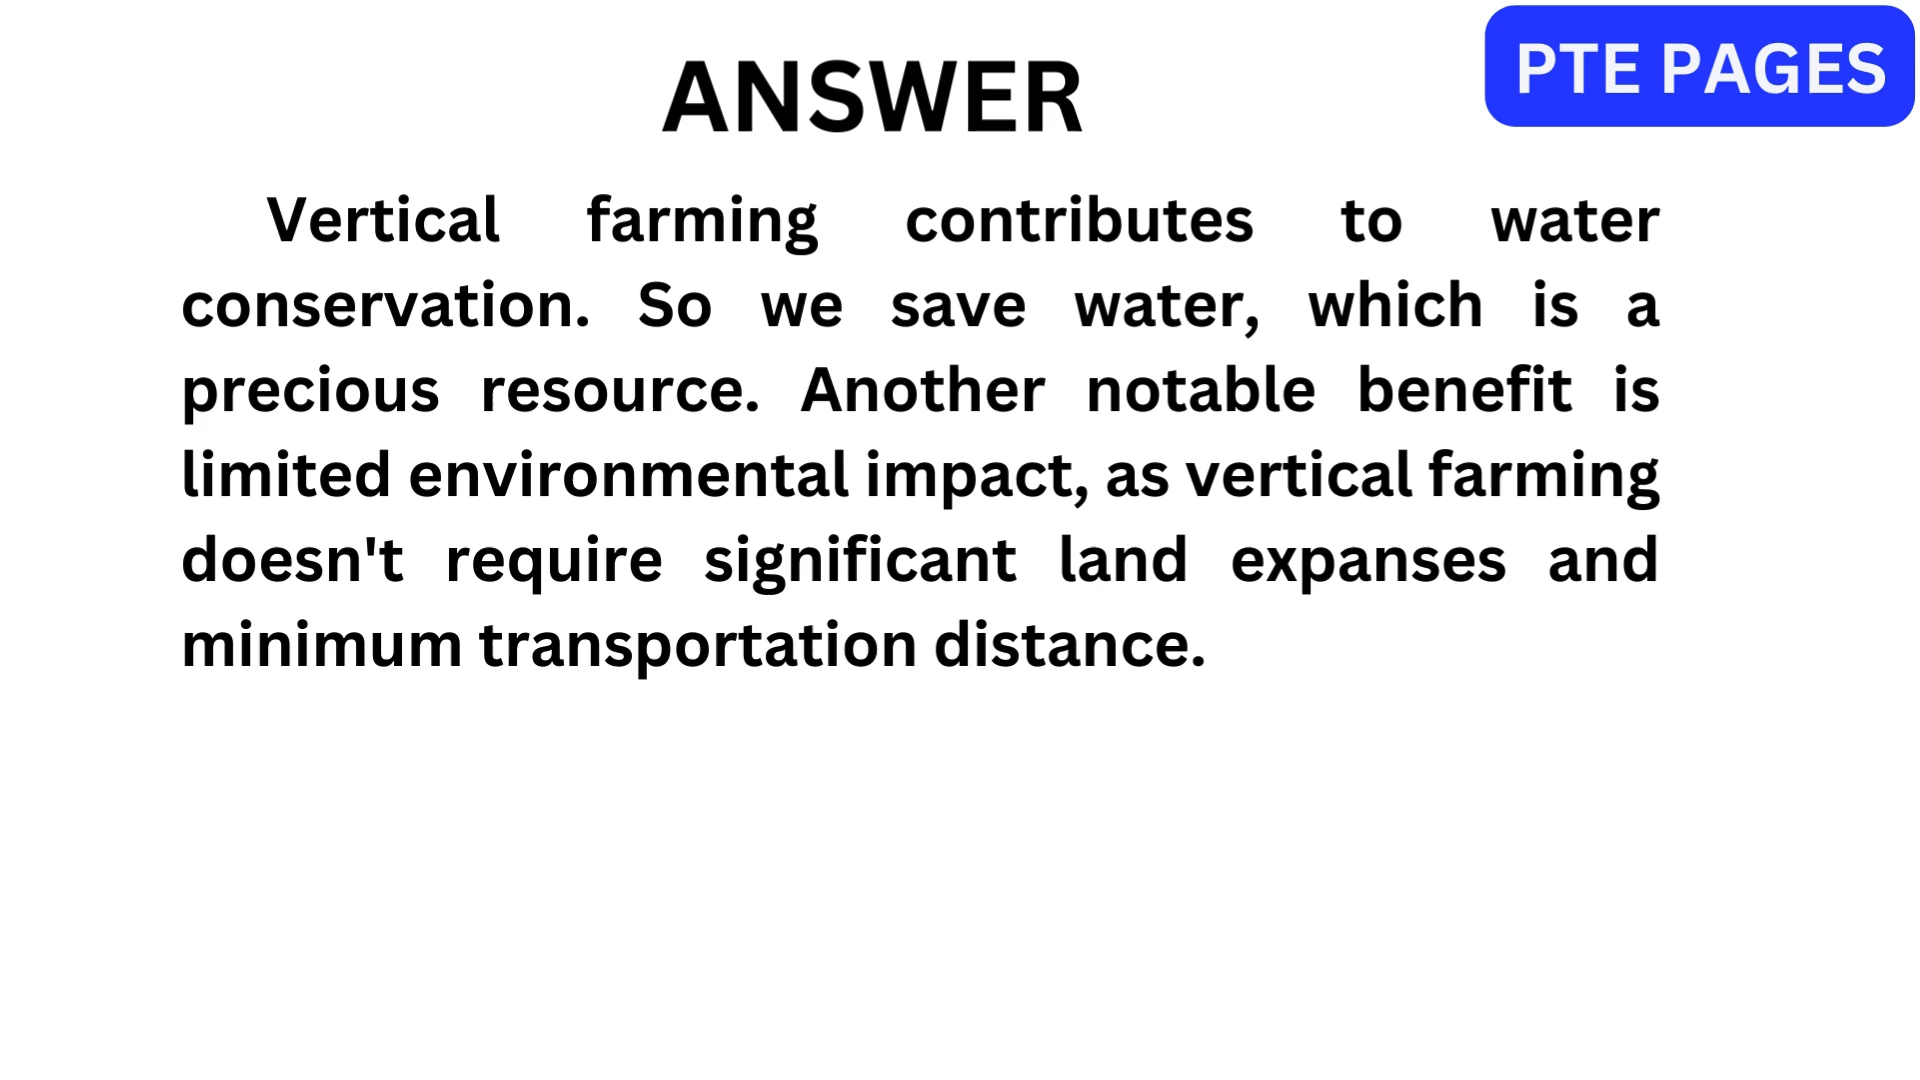 ANSWER
PTE PAGES
Vertical farming contributes to water
conservation. So we save water, which is a
precious resource. Another notable benefit is
limited environmental impact, as vertical farming
doesn't require significant land expanses and
minimum transportation distance.